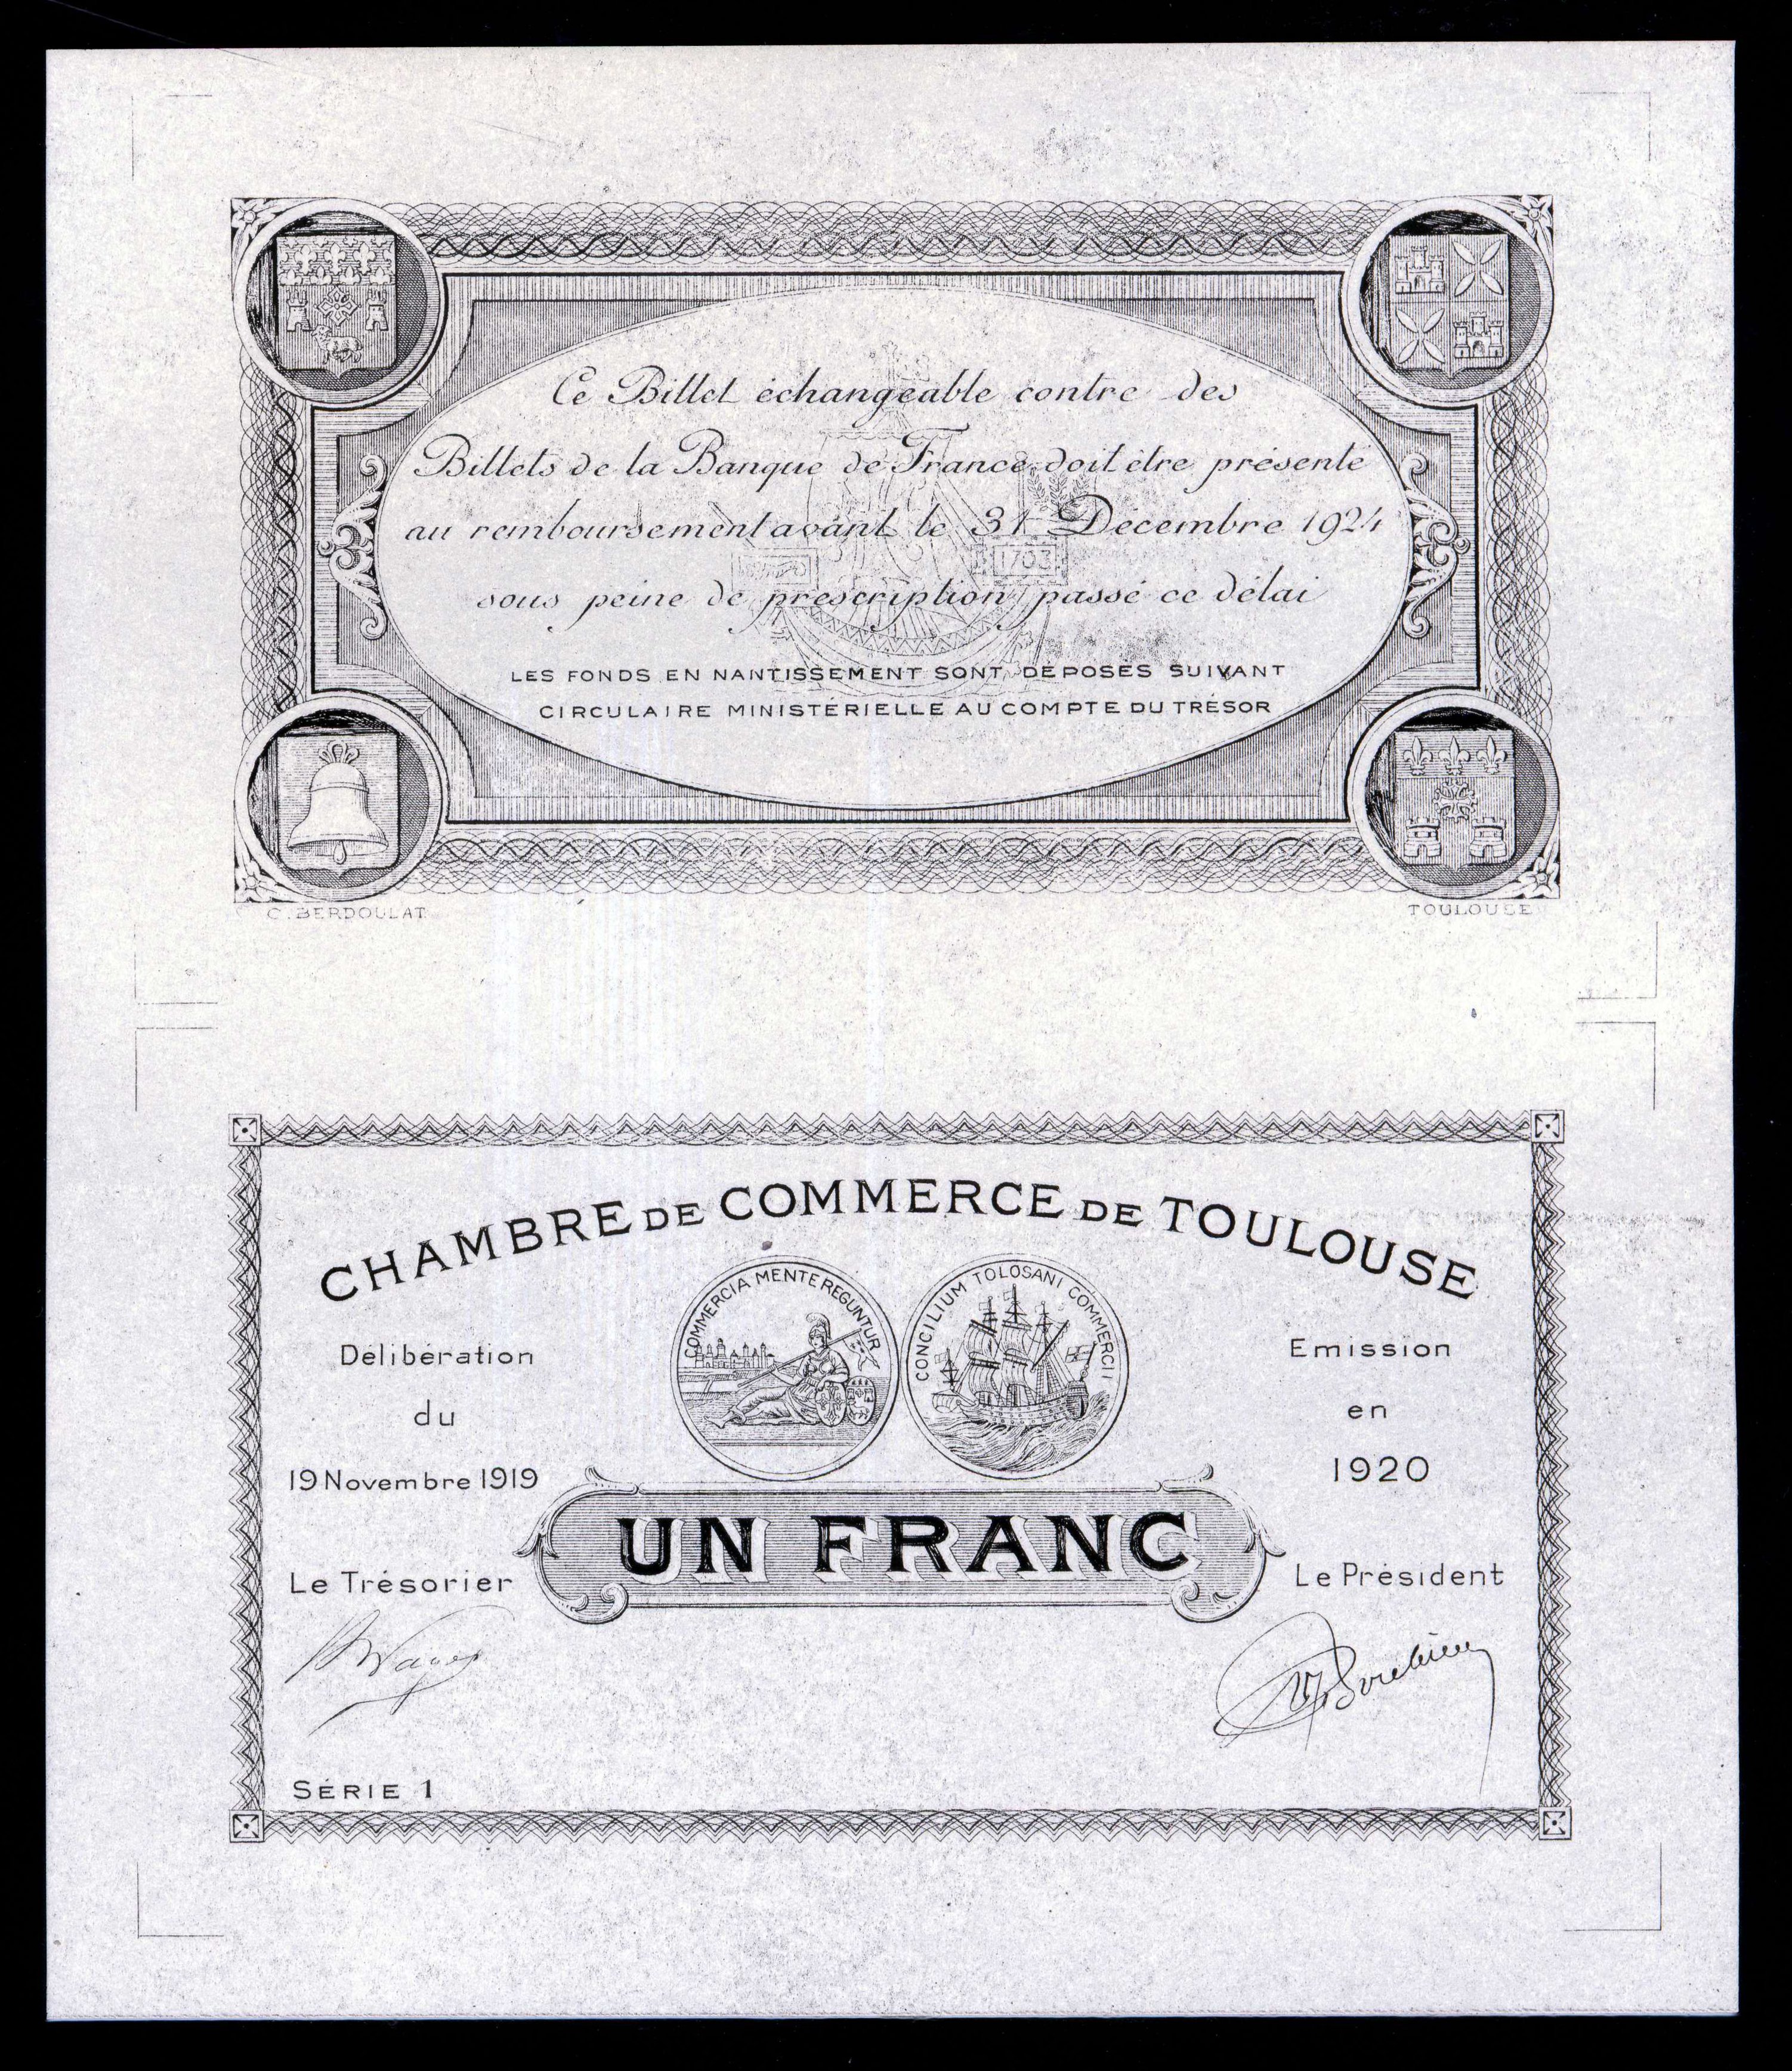 Ce Billet échangeable contre des
Billets de la Banque de France doit être présenté
au remboursement avant le 31 Décembre 1924
1703
sous peine de prescription passé ce délai
LES FONDS EN NANTISSEMENT SONT DÉPOSÉS SUIVANT
CIRCULAIRE MINISTÉRIELLE AU COMPTE DU TRÉSOR
C. BERDOULAT
TOULOUSE
CHAMBRE DE COMMERCE DE TOULOUSE
COMMERCIA MENTE REGUNTUR
CONCILIUM TOLOSANI COMMERCII
Délibération
du
19 Novembre 1919
Emission
en
1920
UN FRANC
Le Trésorier
Le Président
SÉRIE 1